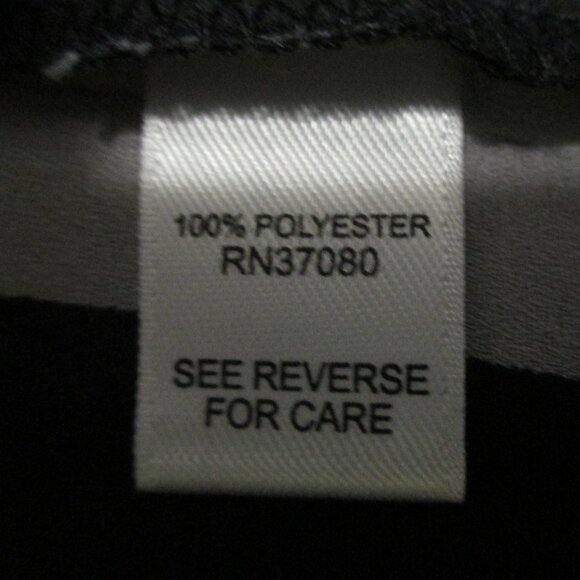 100% POLYESTER
RN37080
SEE REVERSE
FOR CARE